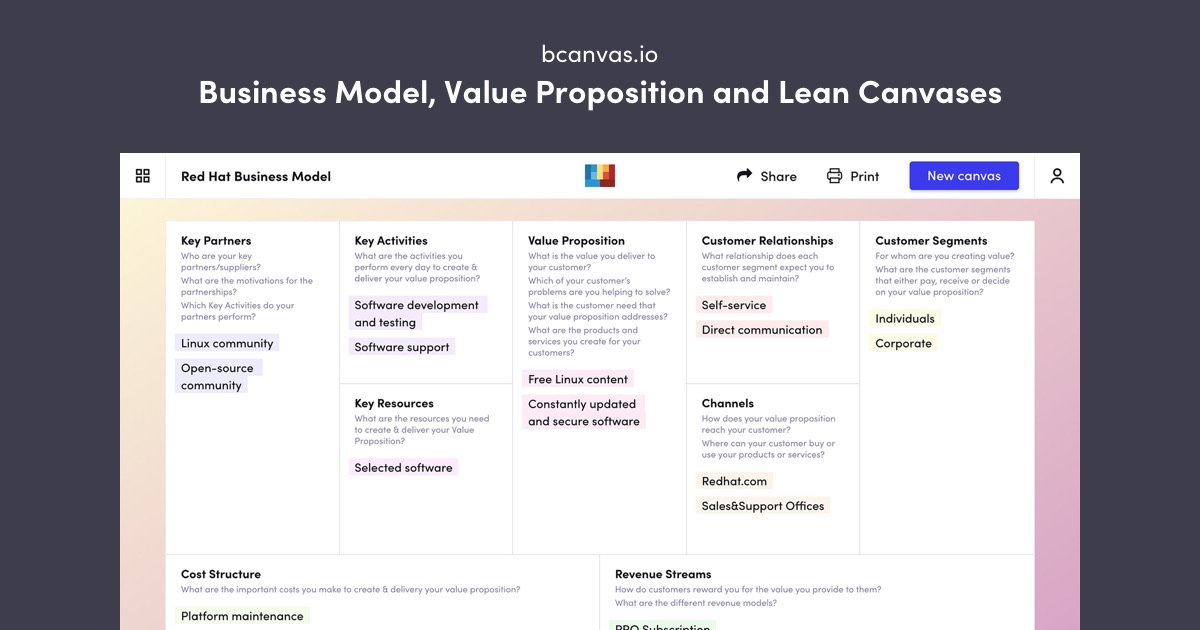 bcanvas.io
Business Model, Value Proposition and Lean Canvases
Red Hat Business Model
Share
Print
New canvas
Key Partners
Who are your key
partners/suppliers?
What are the motivations for the
partnerships?
Which Key Activities do your
partners perform?
Linux community
Open-source
community
Key Activities
What are the activities you
perform every day to create &
deliver your value proposition?
Software development
and testing
Software support
Key Resources
What are the resources you need
to create & deliver your Value
Proposition?
Selected software
Value Proposition
What is the value you deliver to
your customer?
Which of your customer's
problems are you helping to solve?
What is the customer need that
your value proposition addresses?
What are the products and
services you create for your
customers?
Free Linux content
Constantly updated
and secure software
Customer Relationships
What relationship does each
customer segment expect you to
establish and maintain?
Self-service
Direct communication
Channels
How does your value proposition
reach your customer?
Where can your customer buy or
use your products or services?
Redhat.com
Sales&Support Offices
Customer Segments
For whom are you creating value?
What are the customer segments
that either pay, receive or decide
on your value proposition?
Individuals
Corporate
Cost Structure
What are the important costs you make to create & delivery your value proposition?
Platform maintenance
Revenue Streams
How do customers reward you for the value you provide to them?
What are the different revenue models?
PRO Subscription